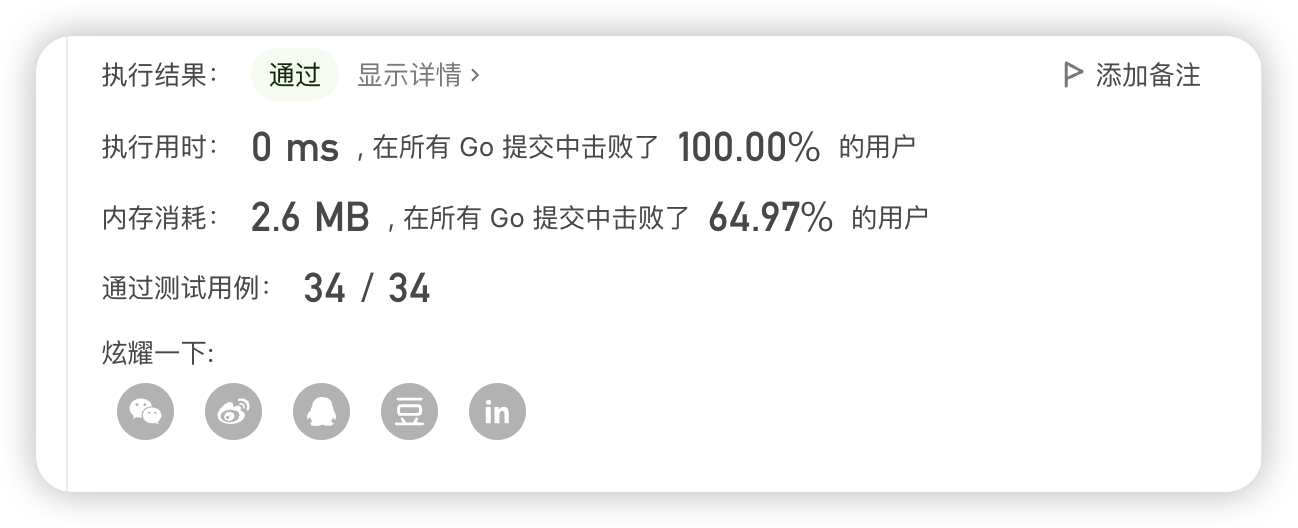 执行结果： 通过 显示详情 > 添加备注
执行用时： 0 ms , 在所有 Go 提交中击败了 100.00% 的用户
内存消耗： 2.6 MB , 在所有 Go 提交中击败了 64.97% 的用户
通过测试用例： 34 / 34
炫耀一下:
豆 in